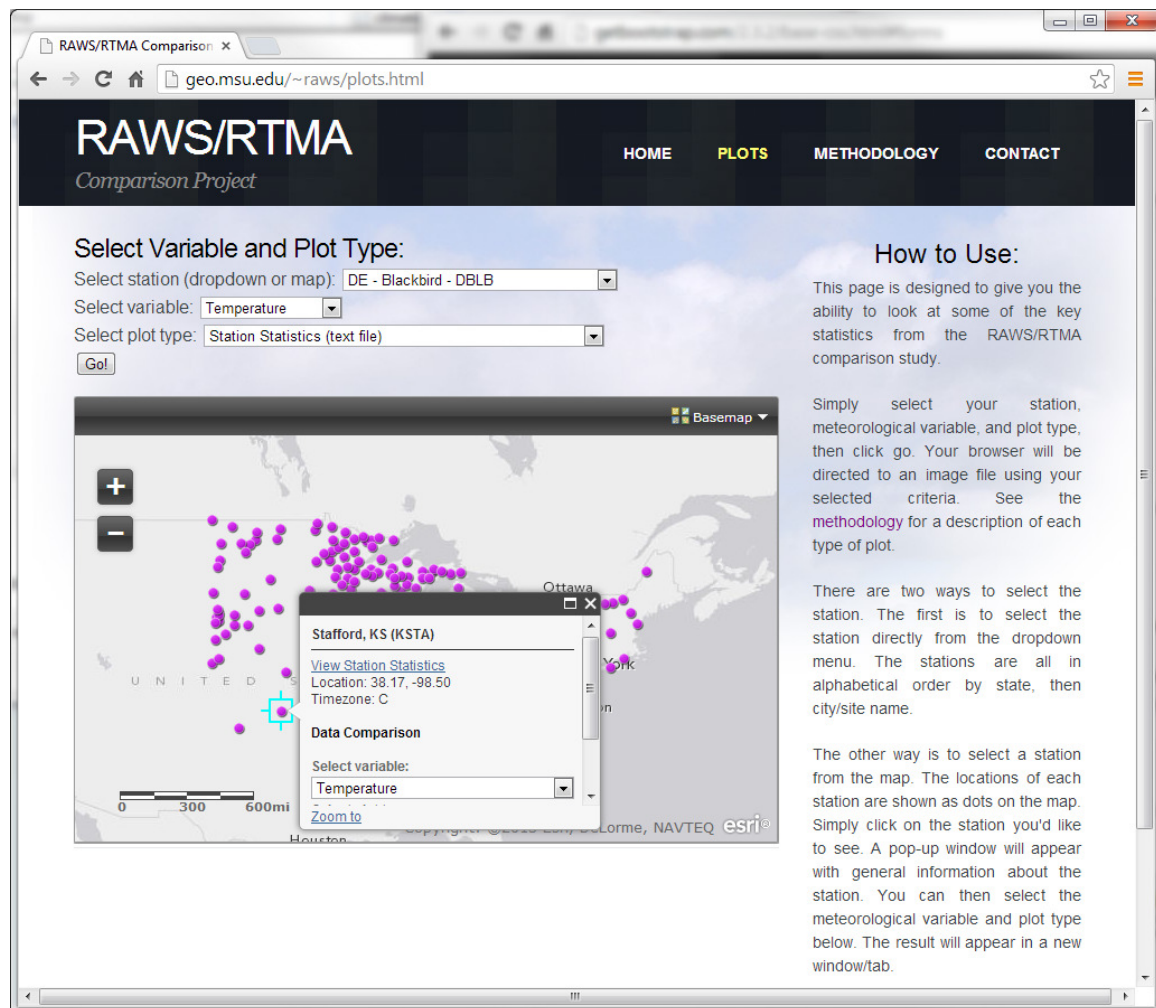 RAWS/RTMA Comparison
geo.msu.edu/~raws/plots.html
RAWS/RTMA
Comparison Project
HOME PLOTS METHODOLOGY CONTACT
Select Variable and Plot Type:
Select station (dropdown or map): DE - Blackbird - DBLB
Select variable: Temperature
Select plot type: Station Statistics (text file)
Go!
Basemap
+
−
Ottawa
York
UNITED S
Stafford, KS (KSTA)
View Station Statistics
Location: 38.17, -98.50
Timezone: C
Data Comparison
Select variable:
Temperature
Zoom to
0 300 600mi
Houston
NAVTEQ esri
How to Use:
This page is designed to give you the
ability to look at some of the key
statistics from the RAWS/RTMA
comparison study.
Simply select your station,
meteorological variable, and plot type,
then click go. Your browser will be
directed to an image file using your
selected criteria. See the
methodology for a description of each
type of plot.
There are two ways to select the
station. The first is to select the
station directly from the dropdown
menu. The stations are all in
alphabetical order by state, then
city/site name.
The other way is to select a station
from the map. The locations of each
station are shown as dots on the map.
Simply click on the station you'd like
to see. A pop-up window will appear
with general information about the
station. You can then select the
meteorological variable and plot type
below. The result will appear in a new
window/tab.